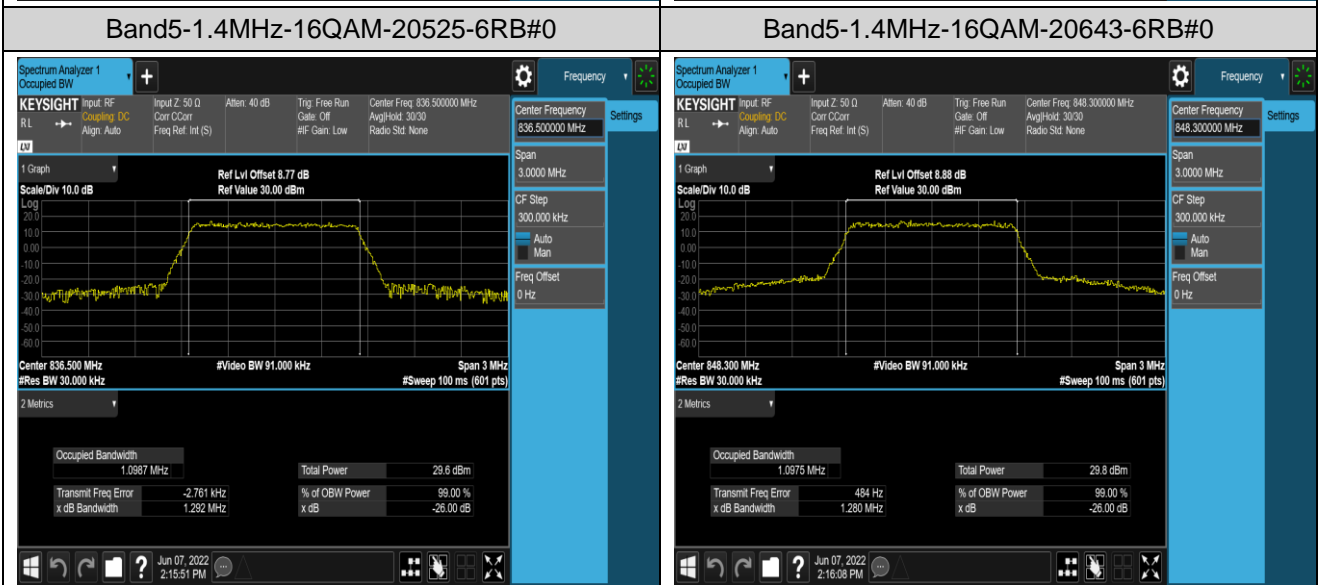 Band5-1.4MHz-16QAM-20525-6RB#0
Spectrum Analyzer 1
Occupied BW
+
Frequency
KEYSIGHT
RL
LXI
Input: RF
Coupling: DC
Align: Auto
Input Z: 50 Ω
Corr CCorr
Freq Ref: Int (S)
Atten: 40 dB
Trig: Free Run
Gate: Off
#IF Gain: Low
Center Freq: 836.500000 MHz
Avg|Hold: 30/30
Radio Std: None
Center Frequency
836.500000 MHz
Settings
Span
3.0000 MHz
CF Step
300.000 kHz
Auto
Man
Freq Offset
0 Hz
1 Graph
Scale/Div 10.0 dB
Ref Lvl Offset 8.77 dB
Ref Value 30.00 dBm
Log
20.0
10.0
0.00
-10.0
-20.0
-30.0
-40.0
-50.0
-60.0
Center 836.500 MHz
#Video BW 91.000 kHz
Span 3 MHz
#Res BW 30.000 kHz
#Sweep 100 ms (601 pts)
2 Metrics
Occupied Bandwidth
1.0987 MHz
Total Power 29.6 dBm
Transmit Freq Error -2.761 kHz
% of OBW Power 99.00 %
x dB Bandwidth 1.292 MHz
x dB -26.00 dB
?
Jun 07, 2022
2:15:51 PM
Band5-1.4MHz-16QAM-20643-6RB#0
Spectrum Analyzer 1
Occupied BW
+
Frequency
KEYSIGHT
RL
LXI
Input: RF
Coupling: DC
Align: Auto
Input Z: 50 Ω
Corr CCorr
Freq Ref: Int (S)
Atten: 40 dB
Trig: Free Run
Gate: Off
#IF Gain: Low
Center Freq: 848.300000 MHz
Avg|Hold: 30/30
Radio Std: None
Center Frequency
848.300000 MHz
Settings
Span
3.0000 MHz
CF Step
300.000 kHz
Auto
Man
Freq Offset
0 Hz
1 Graph
Scale/Div 10.0 dB
Ref Lvl Offset 8.88 dB
Ref Value 30.00 dBm
Log
20.0
10.0
0.00
-10.0
-20.0
-30.0
-40.0
-50.0
-60.0
Center 848.300 MHz
#Video BW 91.000 kHz
Span 3 MHz
#Res BW 30.000 kHz
#Sweep 100 ms (601 pts)
2 Metrics
Occupied Bandwidth
1.0975 MHz
Total Power 29.8 dBm
Transmit Freq Error 484 Hz
% of OBW Power 99.00 %
x dB Bandwidth 1.280 MHz
x dB -26.00 dB
?
Jun 07, 2022
2:16:08 PM